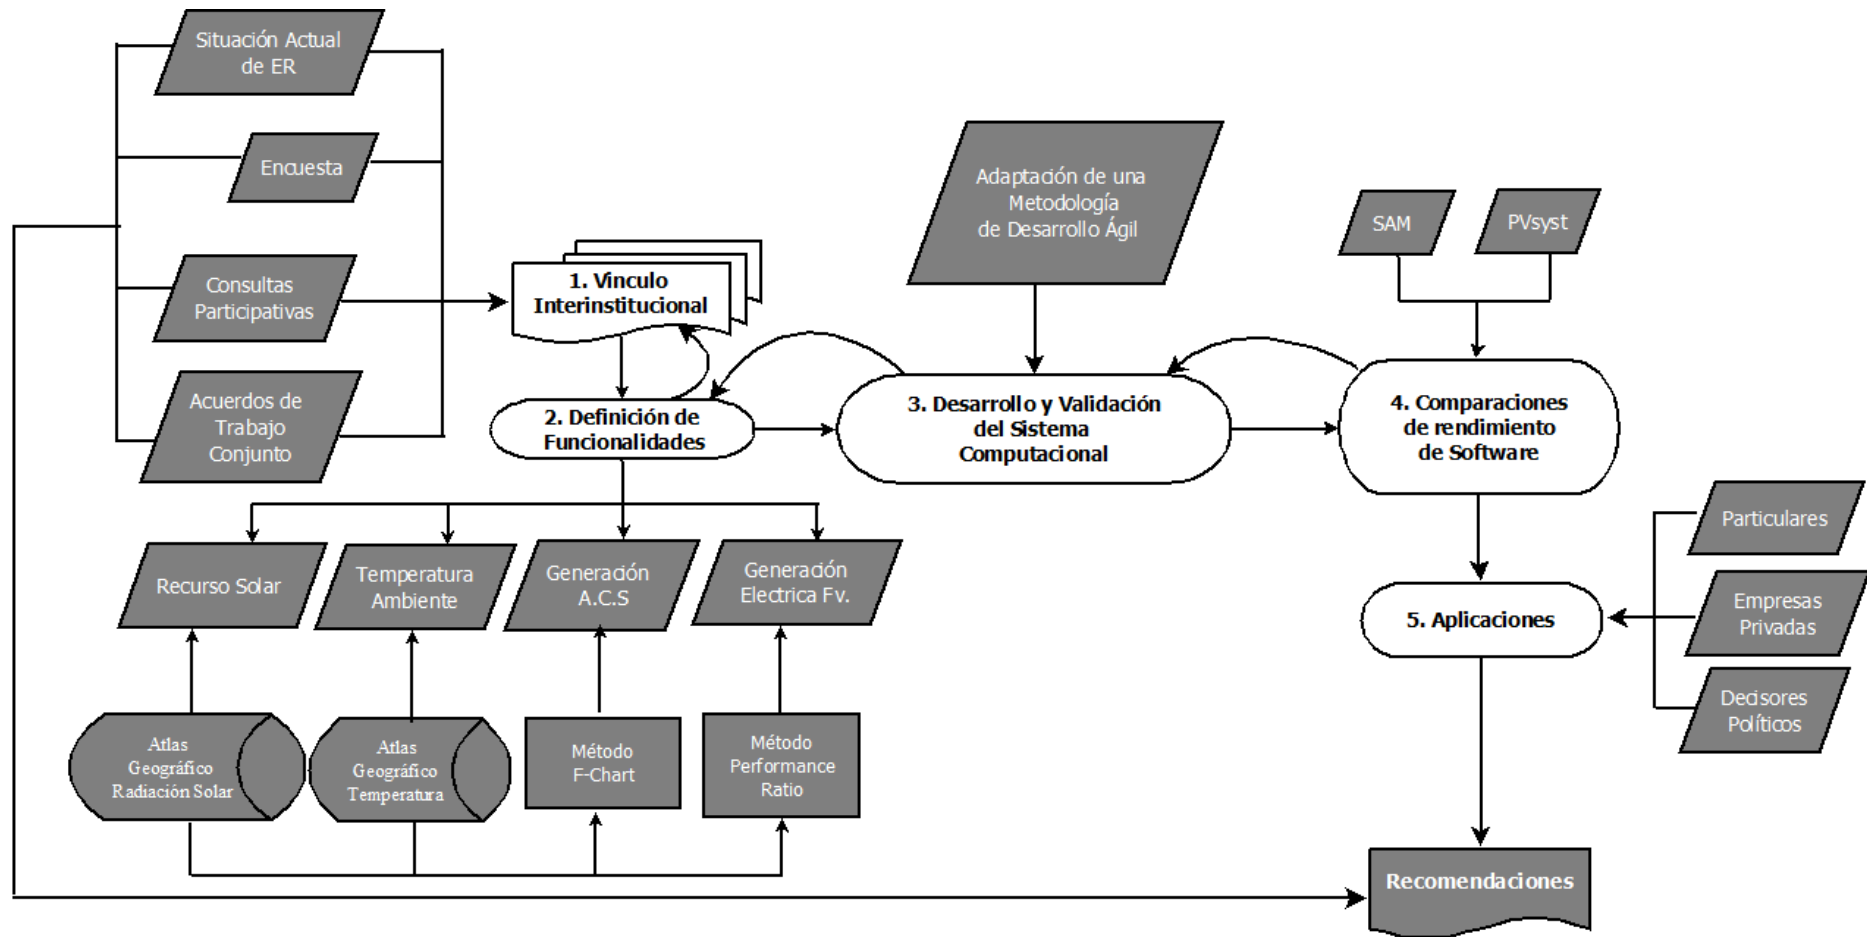 Situación Actual
de ER
Encuesta
Consultas
Participativas
Acuerdos de
Trabajo
Conjunto
1. Vinculo
Interinstitucional
2. Definición de
Funcionalidades
Adaptación de una
Metodología
de Desarrollo Ágil
3. Desarrollo y Validación
del Sistema
Computacional
SAM
PVsyst
4. Comparaciones
de rendimiento
de Software
Particulares
Empresas
Privadas
Decisores
Políticos
5. Aplicaciones
Recurso Solar
Temperatura
Ambiente
Generación
A.C.S
Generación
Electrica Fv.
Atlas
Geográfico
Radiación Solar
Atlas
Geográfico
Temperatura
Método
F-Chart
Método
Performance
Ratio
Recomendaciones